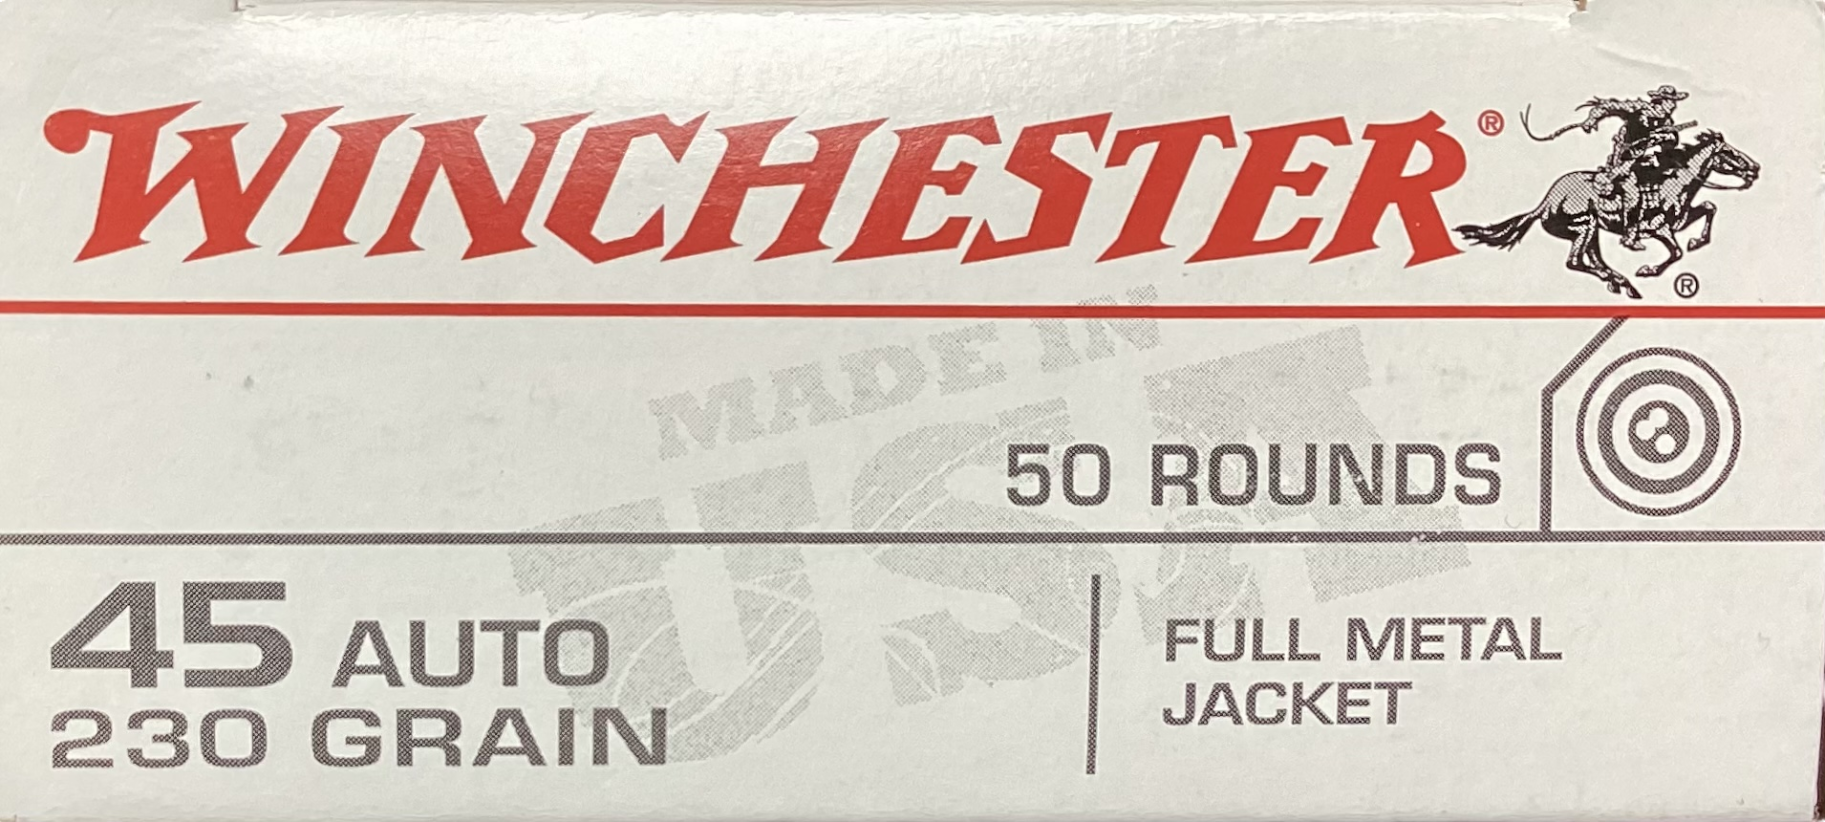 WINCHESTER®
®
MADE IN
USA
50 ROUNDS
45 AUTO
230 GRAIN
FULL METAL
JACKET